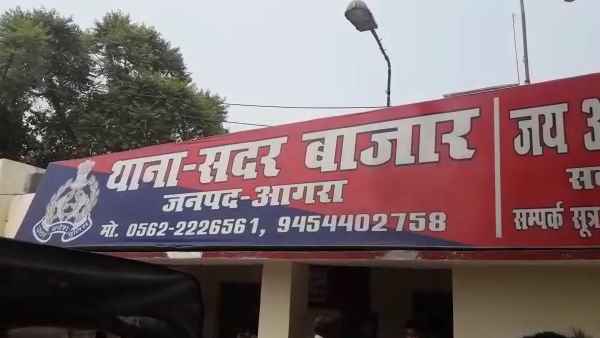 थाना-सदर बाजार
जनपद-आगरा
मो. 0562-2226561, 9454402758
जय
सम्पर्क सूत्र